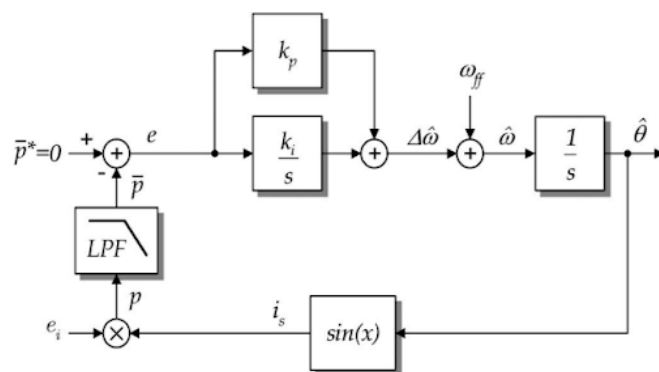 k_p
ω_ff
p̄*=0
+
e
k_i
s
Δω̂
ω̂
1
s
θ̂
-
p̄
LPF
p
e_i
i_s
sin(x)